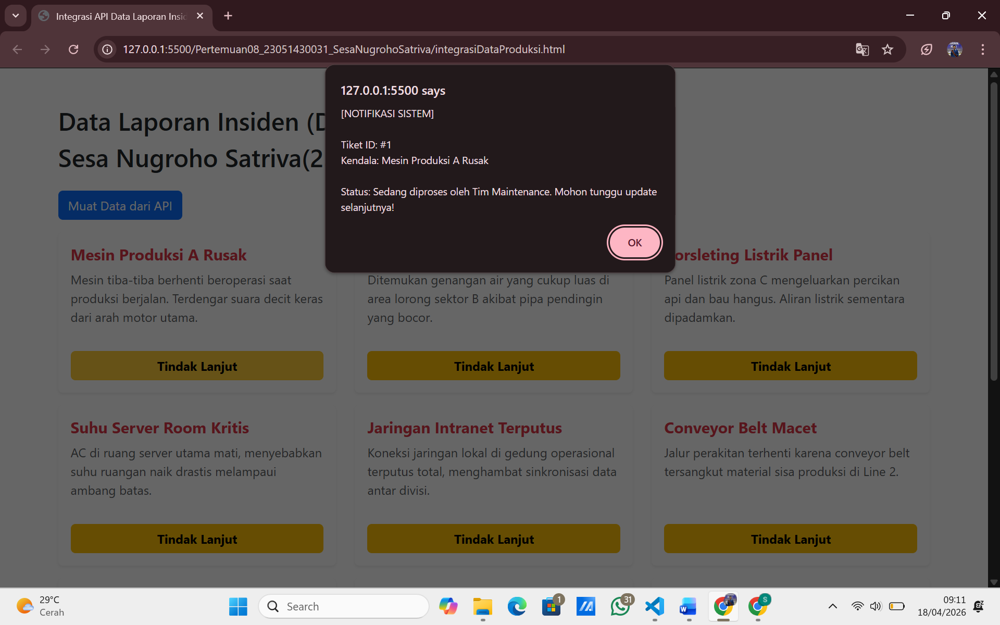 Integrasi API Data Laporan Insid
127.0.0.1:5500/Pertemuan08_23051430031_SesaNugrohoSatriva/integrasiDataProduksi.html
127.0.0.1:5500 says
[NOTIFIKASI SISTEM]
Tiket ID: #1
Kendala: Mesin Produksi A Rusak
Status: Sedang diproses oleh Tim Maintenance. Mohon tunggu update
selanjutnya!
OK
Data Laporan Insiden (D
Sesa Nugroho Satriva(2
Muat Data dari API
Mesin Produksi A Rusak
Mesin tiba-tiba berhenti beroperasi saat
produksi berjalan. Terdengar suara decit keras
dari arah motor utama.
Tindak Lanjut
Ditemukan genangan air yang cukup luas di
area lorong sektor B akibat pipa pendingin
yang bocor.
Tindak Lanjut
orsleting Listrik Panel
Panel listrik zona C mengeluarkan percikan
api dan bau hangus. Aliran listrik sementara
dipadamkan.
Tindak Lanjut
Suhu Server Room Kritis
AC di ruang server utama mati, menyebabkan
suhu ruangan naik drastis melampaui
ambang batas.
Tindak Lanjut
Jaringan Intranet Terputus
Koneksi jaringan lokal di gedung operasional
terputus total, menghambat sinkronisasi data
antar divisi.
Tindak Lanjut
Conveyor Belt Macet
Jalur perakitan terhenti karena conveyor belt
tersangkut material sisa produksi di Line 2.
Tindak Lanjut
29°C
Cerah
Search
1
31
S
09:11
18/04/2026